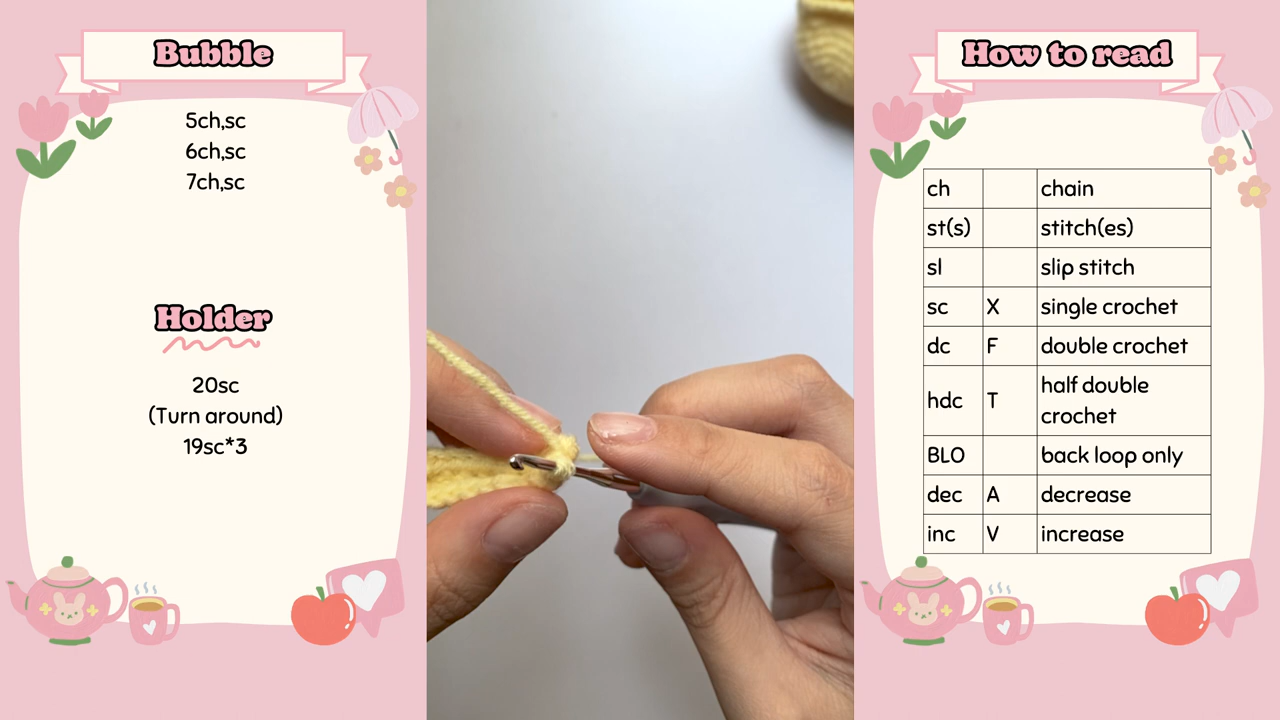 Bubble
5ch,sc
6ch,sc
7ch,sc
Holder
20sc
(Turn around)
19sc*3
How to read
ch chain
st(s) stitch(es)
sl slip stitch
sc X single crochet
dc F double crochet
hdc T half double
crochet
BLO back loop only
dec A decrease
inc V increase